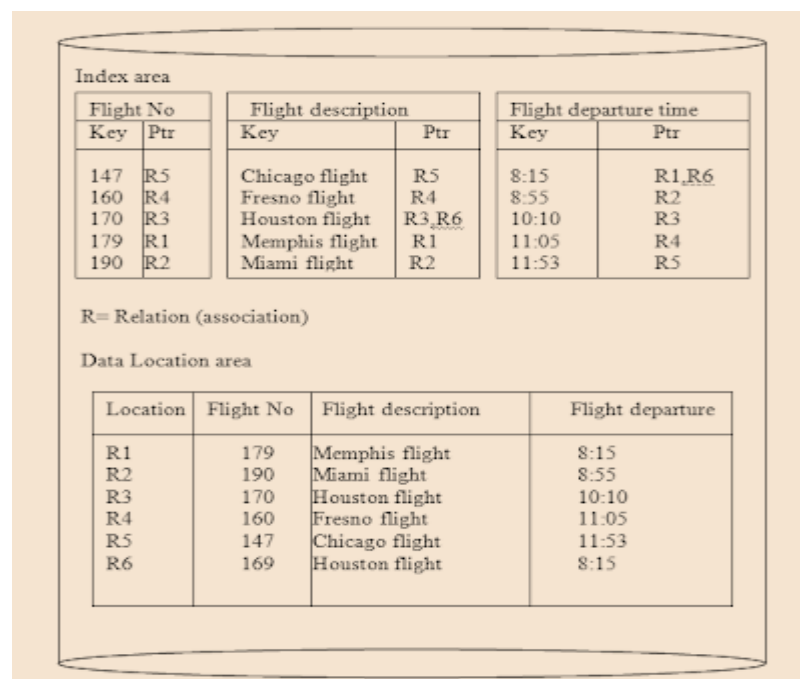 Index area
Flight No Flight description Flight departure time
Key Ptr Key Ptr Key Ptr
147 R5 Chicago flight R5 8:15 R1,R6
160 R4 Fresno flight R4 8:55 R2
170 R3 Houston flight R3,R6 10:10 R3
179 R1 Memphis flight R1 11:05 R4
190 R2 Miami flight R2 11:53 R5
R= Relation (association)
Data Location area
Location Flight No Flight description Flight departure
R1 179 Memphis flight 8:15
R2 190 Miami flight 8:55
R3 170 Houston flight 10:10
R4 160 Fresno flight 11:05
R5 147 Chicago flight 11:53
R6 169 Houston flight 8:15